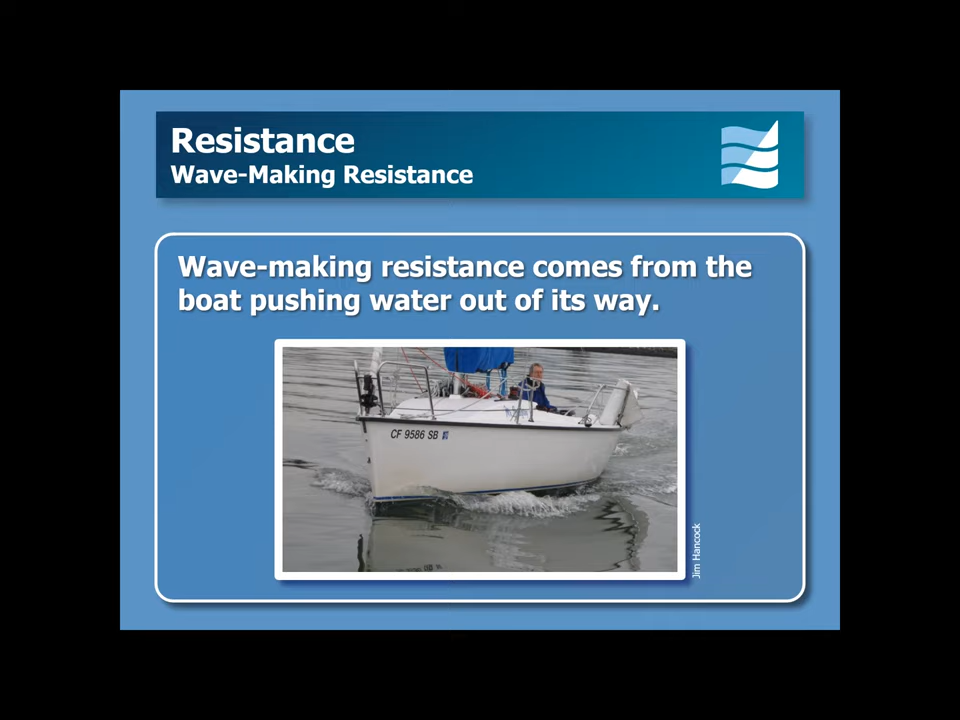 Resistance
Wave-Making Resistance
Wave-making resistance comes from the
boat pushing water out of its way.
CF 9586 SB
Jim Hancock